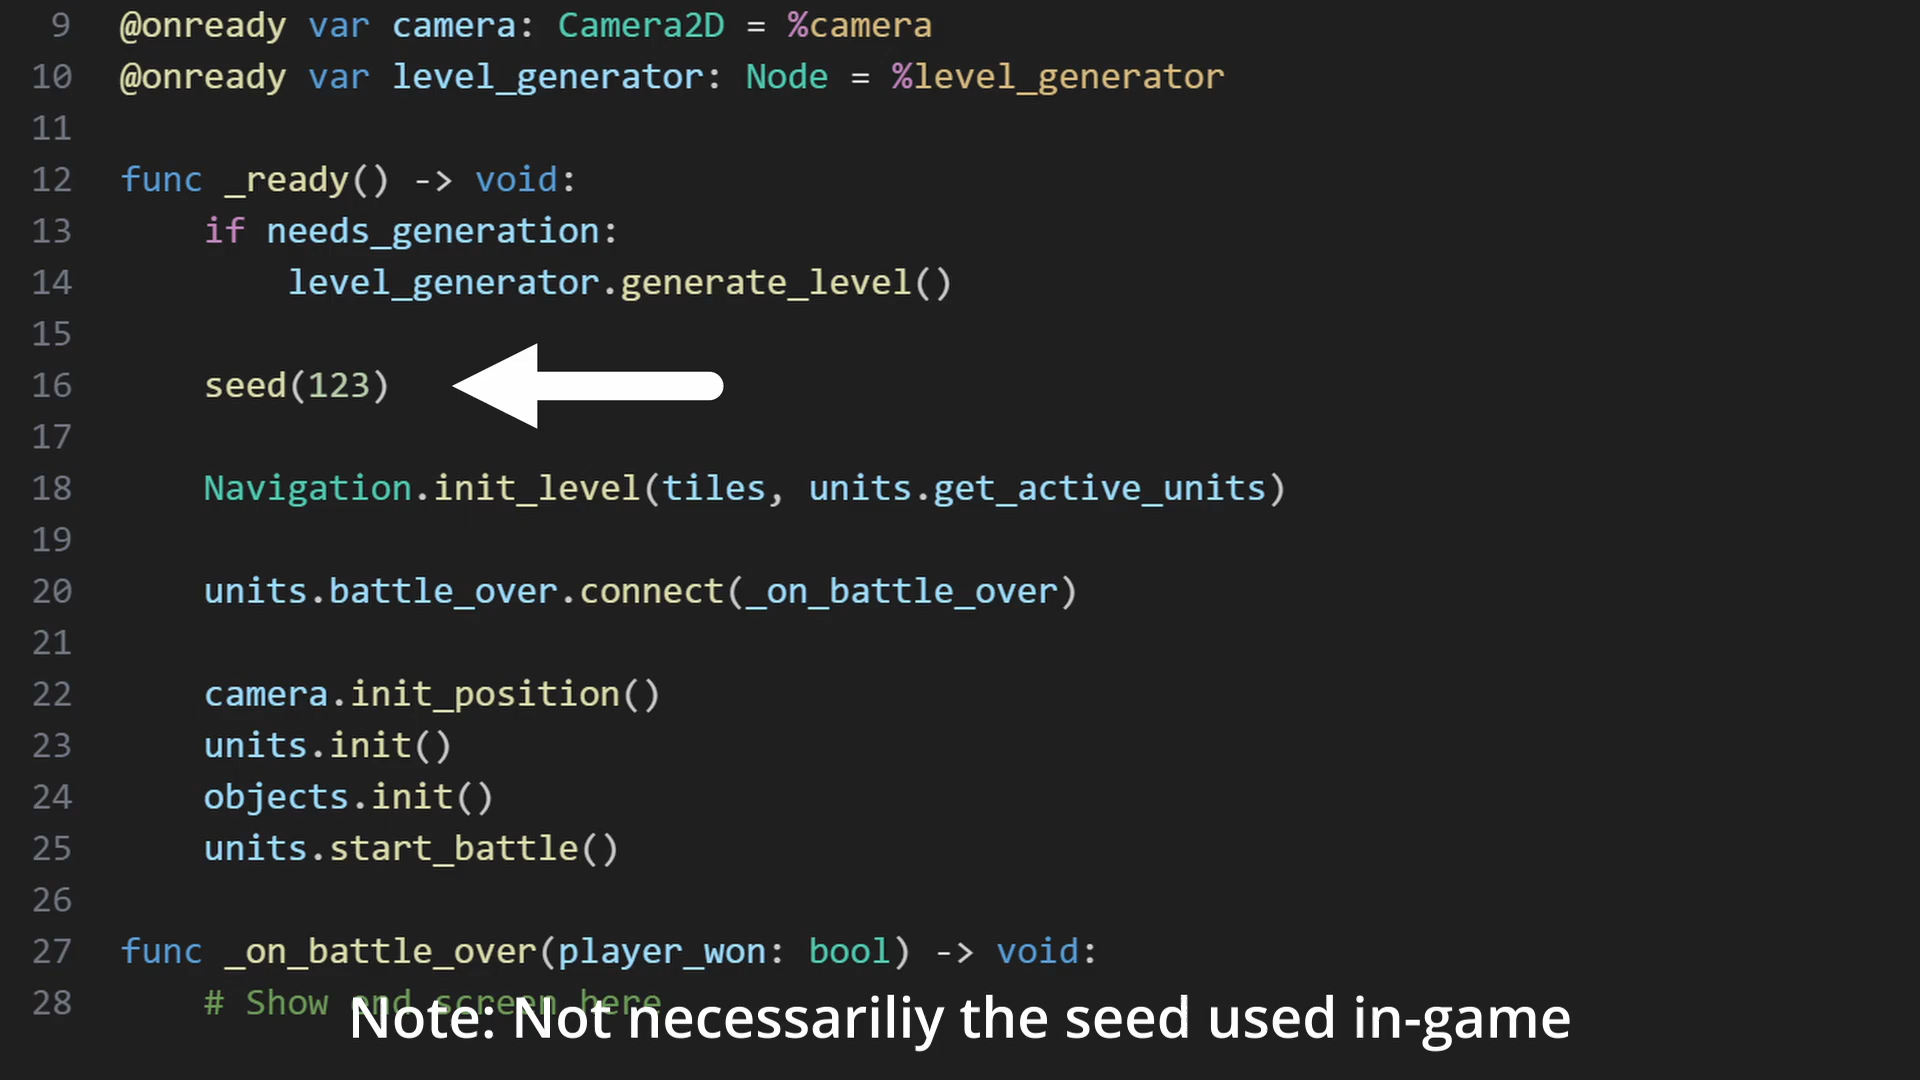 9 @onready var camera: Camera2D = %camera
10 @onready var level_generator: Node = %level_generator
11
12 func _ready() -> void:
13 if needs_generation:
14 level_generator.generate_level()
15
16 seed(123)
17
18 Navigation.init_level(tiles, units.get_active_units)
19
20 units.battle_over.connect(_on_battle_over)
21
22 camera.init_position()
23 units.init()
24 objects.init()
25 units.start_battle()
26
27 func _on_battle_over(player_won: bool) -> void:
28 # Show end screen here
Note: Not necessariliy the seed used in-game